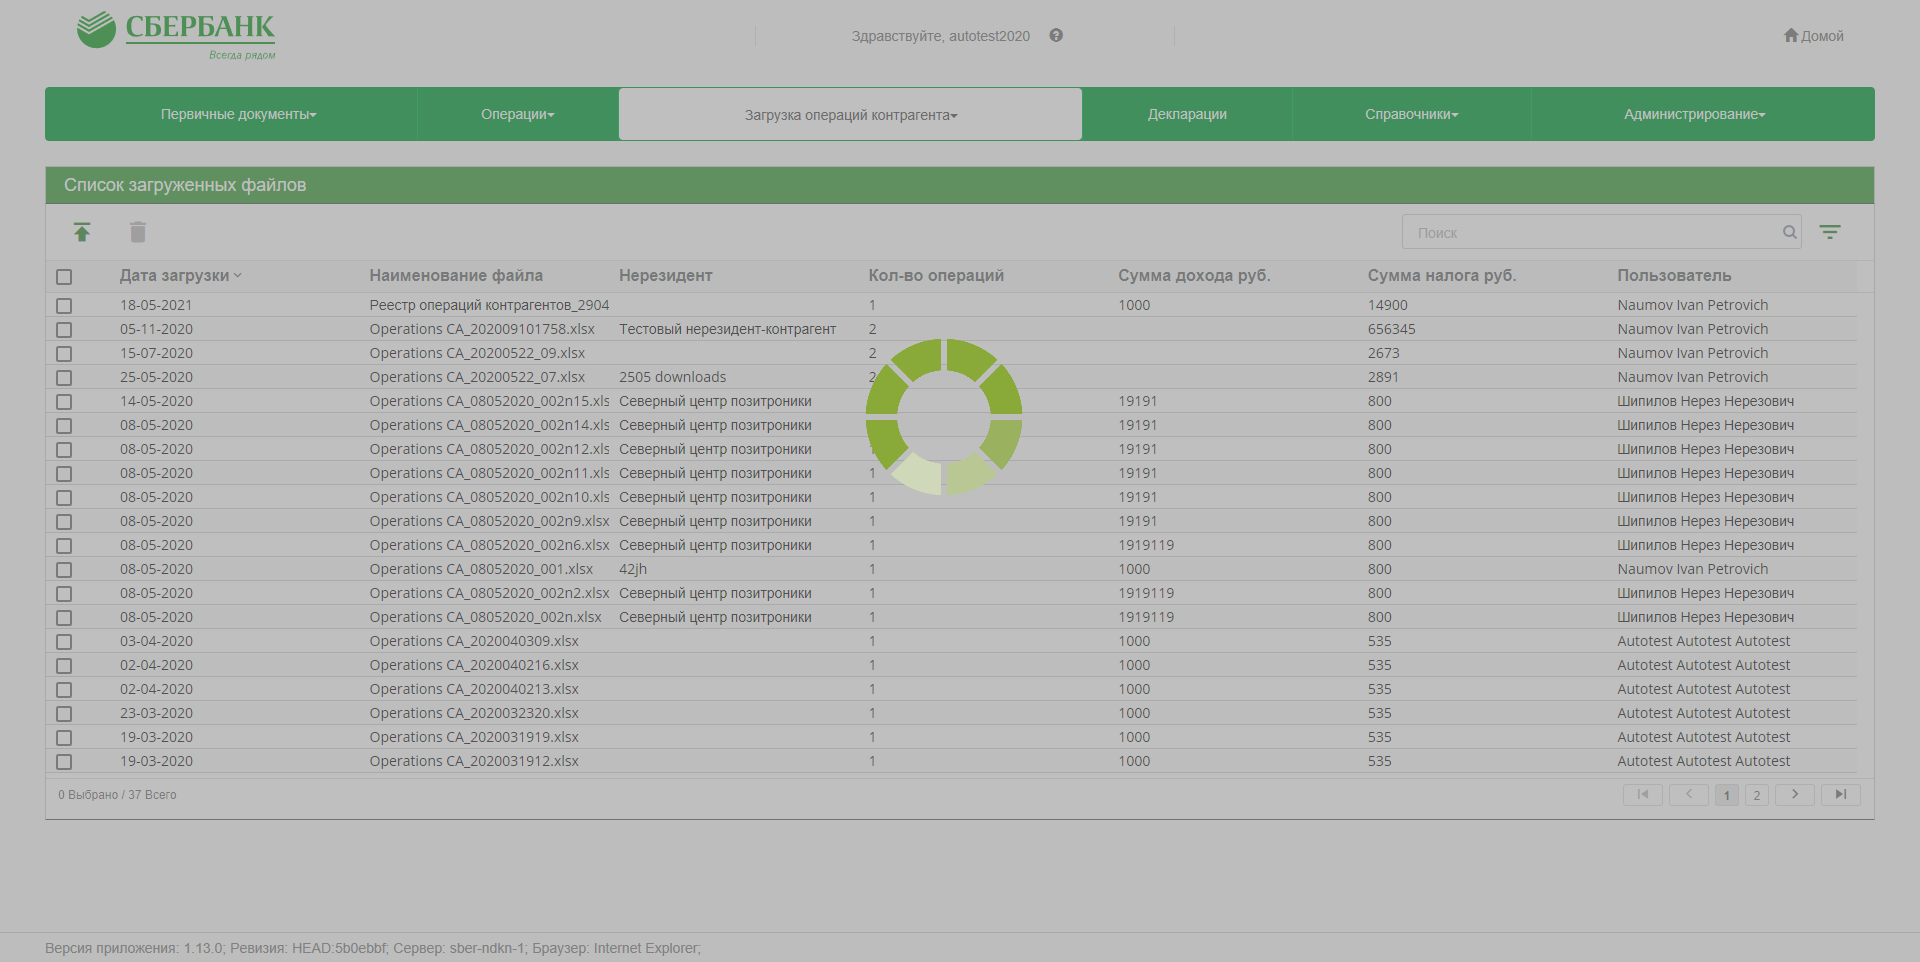 СБЕРБАНК
Всегда рядом
Здравствуйте, autotest2020
Домой
Первичные документы Операции Загрузка операций контрагента Декларации Справочники Администрирование
Список загруженных файлов
Поиск
Дата загрузки Наименование файла Нерезидент Кол-во операций Сумма дохода руб. Сумма налога руб. Пользователь
18-05-2021 Реестр операций контрагентов_2904 1 1000 14900 Naumov Ivan Petrovich
05-11-2020 Operations CA_202009101758.xlsx Тестовый нерезидент-контрагент 2 656345 Naumov Ivan Petrovich
15-07-2020 Operations CA_20200522_09.xlsx 2 2673 Naumov Ivan Petrovich
25-05-2020 Operations CA_20200522_07.xlsx 2505 downloads 2 2891 Naumov Ivan Petrovich
14-05-2020 Operations CA_08052020_002n15.xls Северный центр позитроники 19191 800 Шипилов Нерез Нерезович
08-05-2020 Operations CA_08052020_002n14.xls Северный центр позитроники 19191 800 Шипилов Нерез Нерезович
08-05-2020 Operations CA_08052020_002n12.xls Северный центр позитроники 19191 800 Шипилов Нерез Нерезович
08-05-2020 Operations CA_08052020_002n11.xls Северный центр позитроники 1 19191 800 Шипилов Нерез Нерезович
08-05-2020 Operations CA_08052020_002n10.xls Северный центр позитроники 1 19191 800 Шипилов Нерез Нерезович
08-05-2020 Operations CA_08052020_002n9.xlsx Северный центр позитроники 1 19191 800 Шипилов Нерез Нерезович
08-05-2020 Operations CA_08052020_002n6.xlsx Северный центр позитроники 1 1919119 800 Шипилов Нерез Нерезович
08-05-2020 Operations CA_08052020_001.xlsx 42jh 1 1000 800 Naumov Ivan Petrovich
08-05-2020 Operations CA_08052020_002n2.xlsx Северный центр позитроники 1 1919119 800 Шипилов Нерез Нерезович
08-05-2020 Operations CA_08052020_002n.xlsx Северный центр позитроники 1 1919119 800 Шипилов Нерез Нерезович
03-04-2020 Operations CA_2020040309.xlsx 1 1000 535 Autotest Autotest Autotest
02-04-2020 Operations CA_2020040216.xlsx 1 1000 535 Autotest Autotest Autotest
02-04-2020 Operations CA_2020040213.xlsx 1 1000 535 Autotest Autotest Autotest
23-03-2020 Operations CA_2020032320.xlsx 1 1000 535 Autotest Autotest Autotest
19-03-2020 Operations CA_2020031919.xlsx 1 1000 535 Autotest Autotest Autotest
19-03-2020 Operations CA_2020031912.xlsx 1 1000 535 Autotest Autotest Autotest
0 Выбрано / 37 Всего
1 2
Версия приложения: 1.13.0; Ревизия: HEAD:5b0ebbf; Сервер: sber-ndkn-1; Браузер: Internet Explorer;